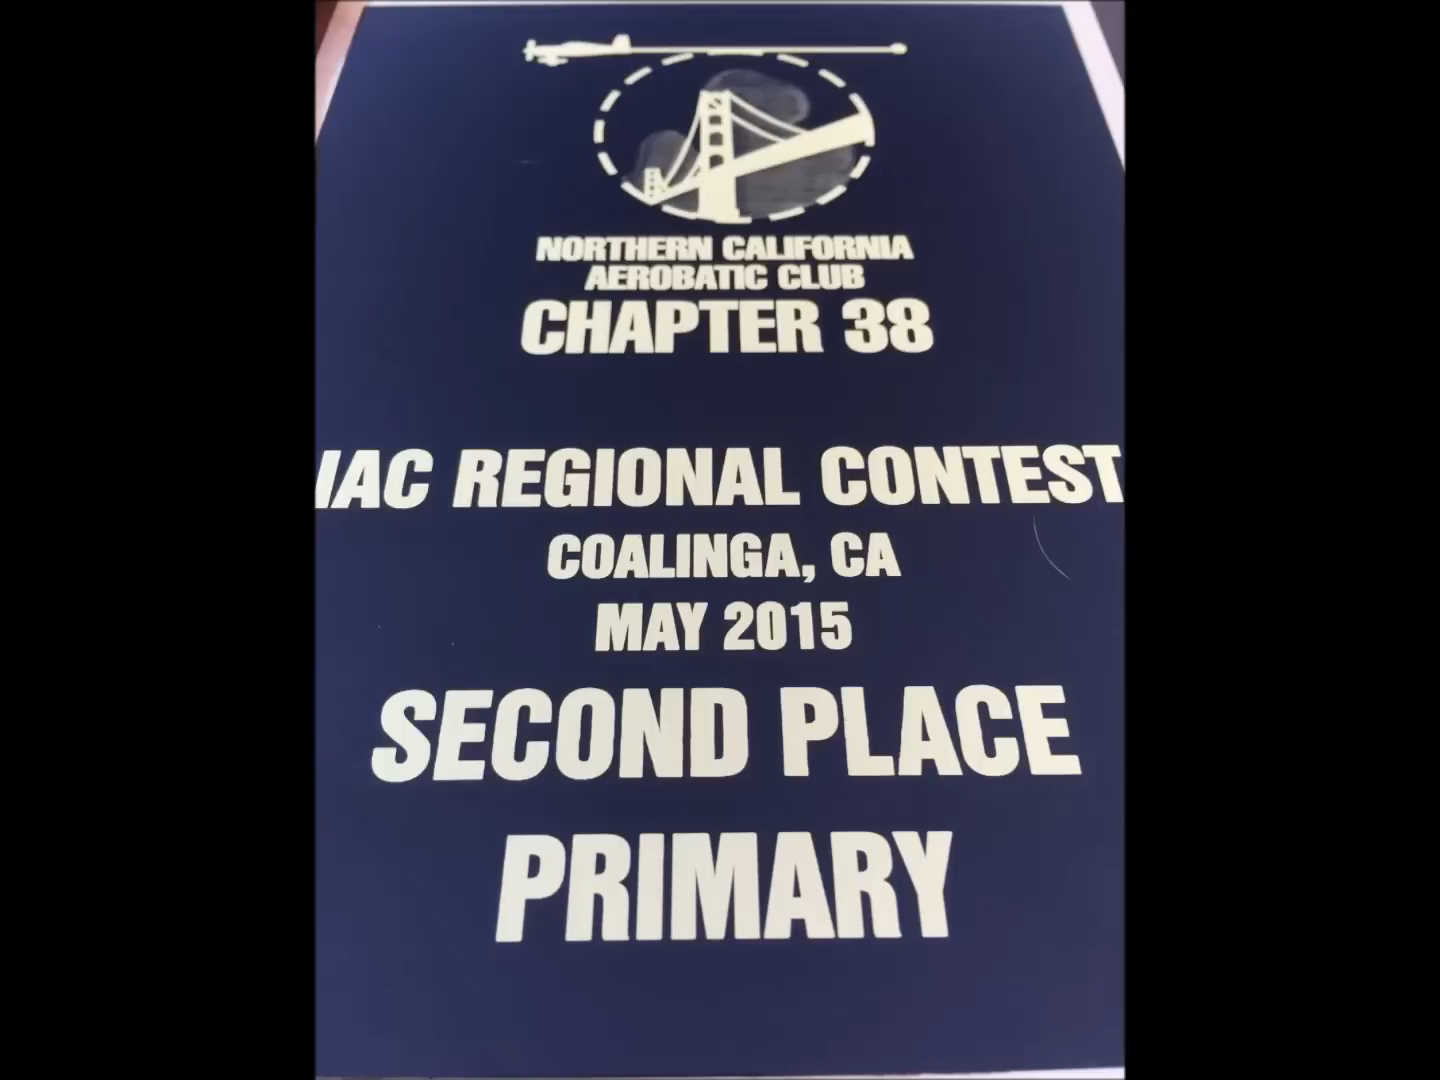 NORTHERN CALIFORNIA
AEROBATIC CLUB
CHAPTER 38
IAC REGIONAL CONTEST
COALINGA, CA
MAY 2015
SECOND PLACE
PRIMARY